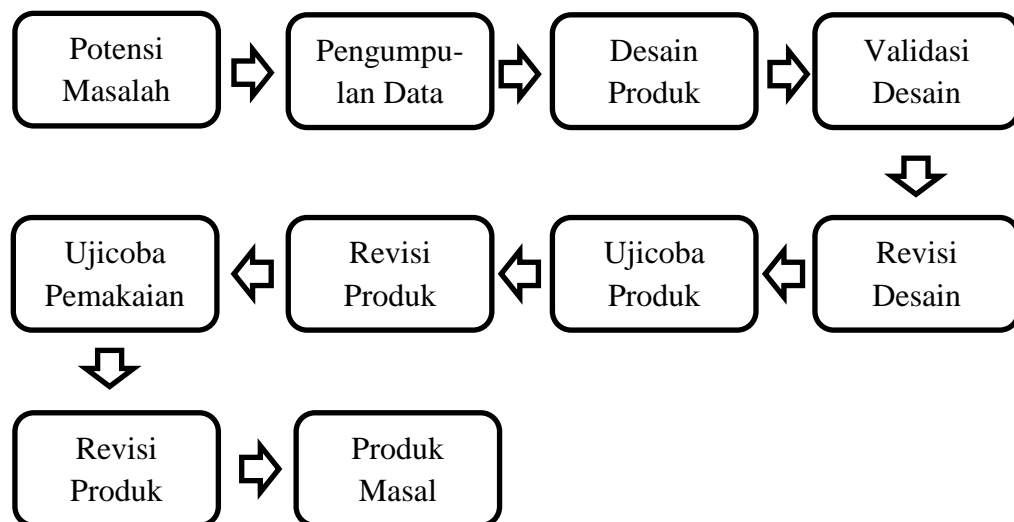 Potensi
Masalah
Pengumpu-
lan Data
Desain
Produk
Validasi
Desain
Revisi
Desain
Ujicoba
Produk
Revisi
Produk
Ujicoba
Pemakaian
Revisi
Produk
Produk
Masal